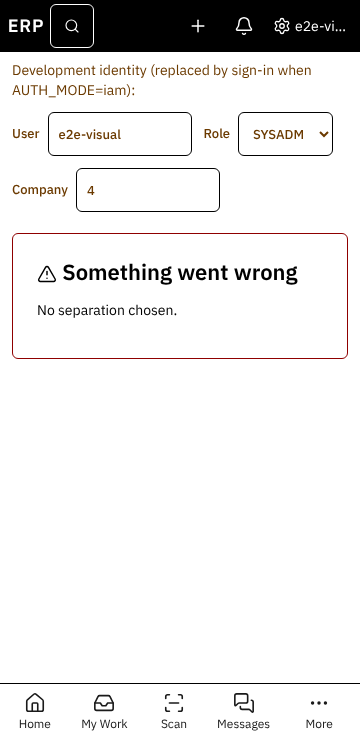 ERP
e2e-vi...
Development identity (replaced by sign-in when
AUTH_MODE=iam):
User
e2e-visual
Role
SYSADM
Company
4
Something went wrong
No separation chosen.
Home
My Work
Scan
Messages
More